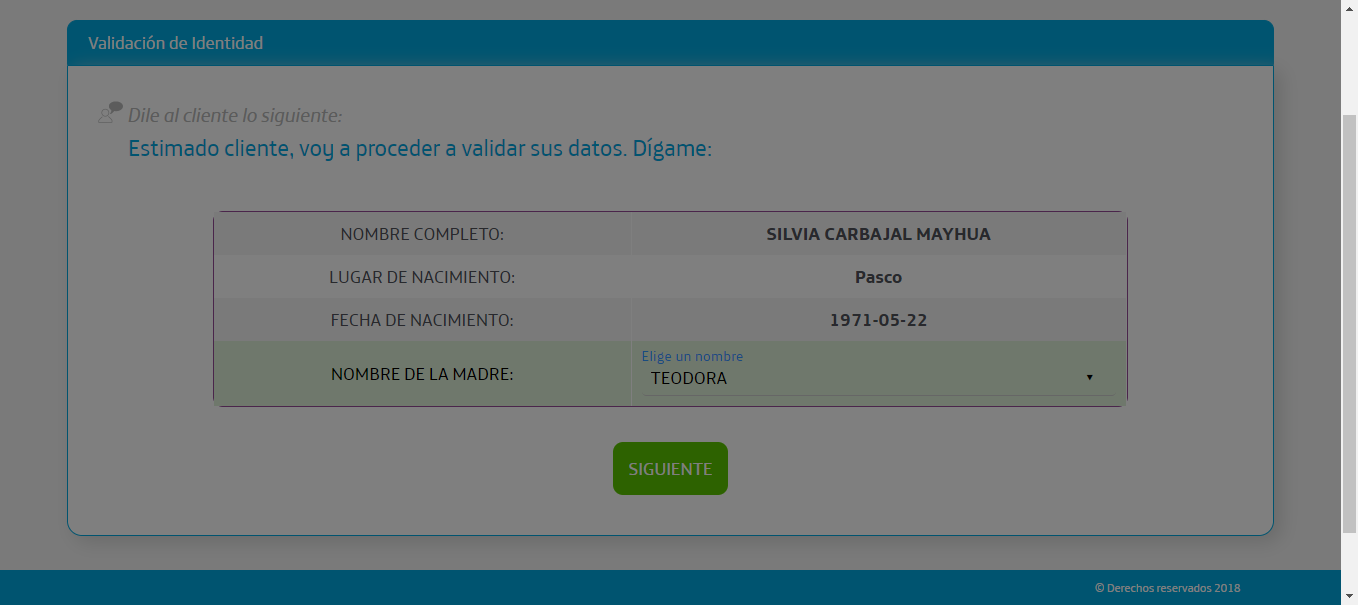 Validación de Identidad
Dile al cliente lo siguiente:
Estimado cliente, voy a proceder a validar sus datos. Dígame:
NOMBRE COMPLETO: SILVIA CARBAJAL MAYHUA
LUGAR DE NACIMIENTO: Pasco
FECHA DE NACIMIENTO: 1971-05-22
Elige un nombre
NOMBRE DE LA MADRE: TEODORA
SIGUIENTE
© Derechos reservados 2018